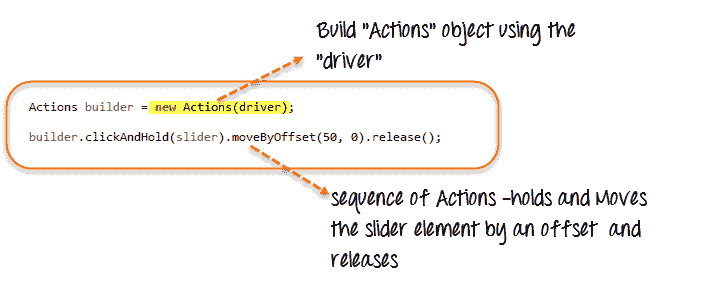 Build "Actions" object using the
"driver"
Actions builder = new Actions(driver);
builder.clickAndHold(slider).moveByOffset(50, 0).release();
sequence of Actions -holds and Moves
the slider element by an offset and
releases